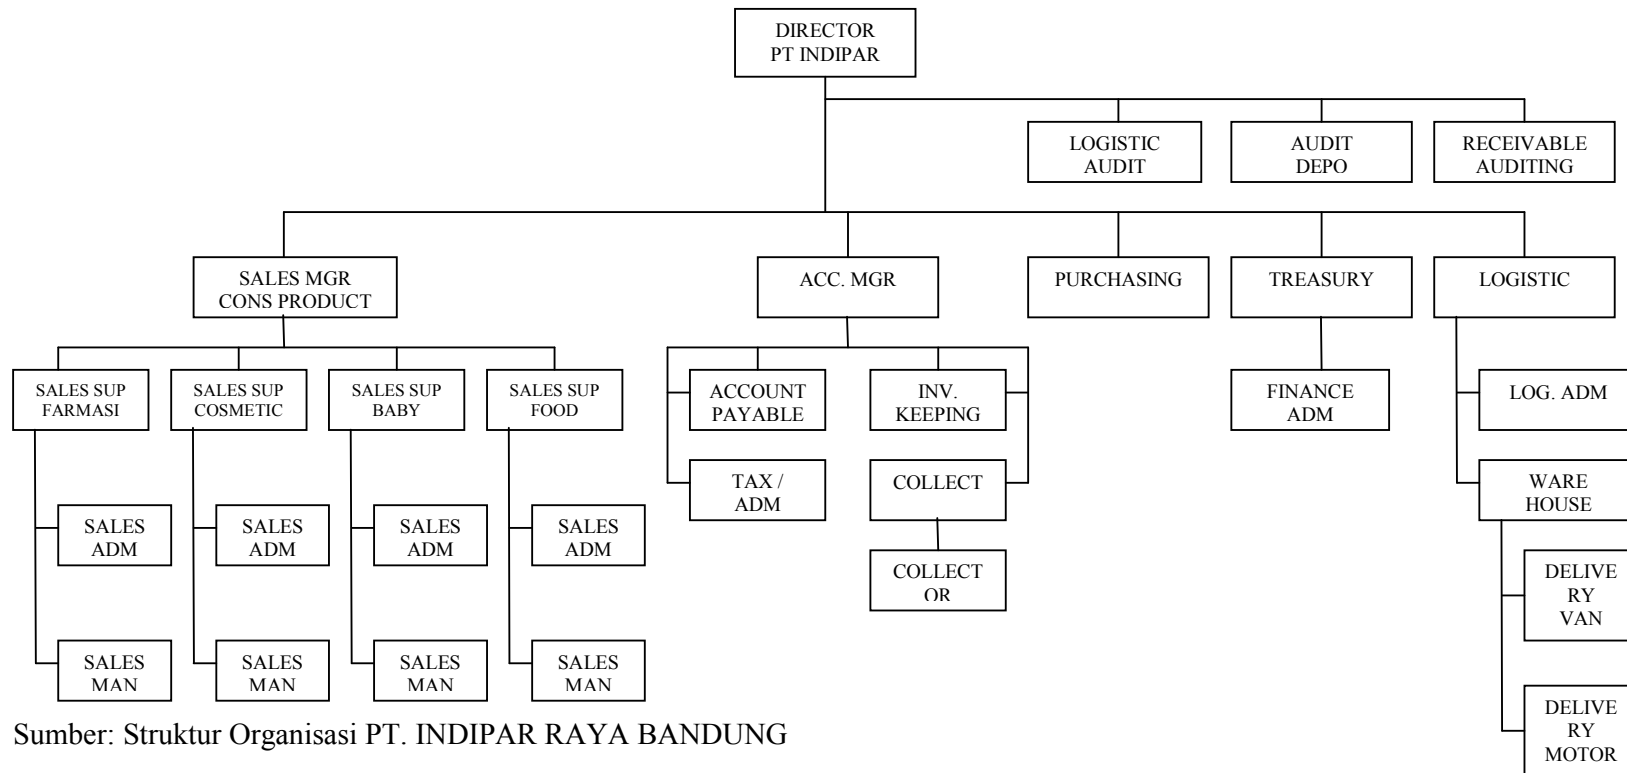 DIRECTOR
PT INDIPAR
LOGISTIC
AUDIT
AUDIT
DEPO
RECEIVABLE
AUDITING
SALES MGR
CONS PRODUCT
ACC. MGR
PURCHASING
TREASURY
LOGISTIC
SALES SUP
FARMASI
SALES SUP
COSMETIC
SALES SUP
BABY
SALES SUP
FOOD
ACCOUNT
PAYABLE
INV.
KEEPING
FINANCE
ADM
LOG. ADM
TAX /
ADM
COLLECT
WARE
HOUSE
SALES
ADM
SALES
ADM
SALES
ADM
SALES
ADM
COLLECT
OR
DELIVE
RY
VAN
SALES
MAN
SALES
MAN
SALES
MAN
SALES
MAN
DELIVE
RY
MOTOR
Sumber: Struktur Organisasi PT. INDIPAR RAYA BANDUNG